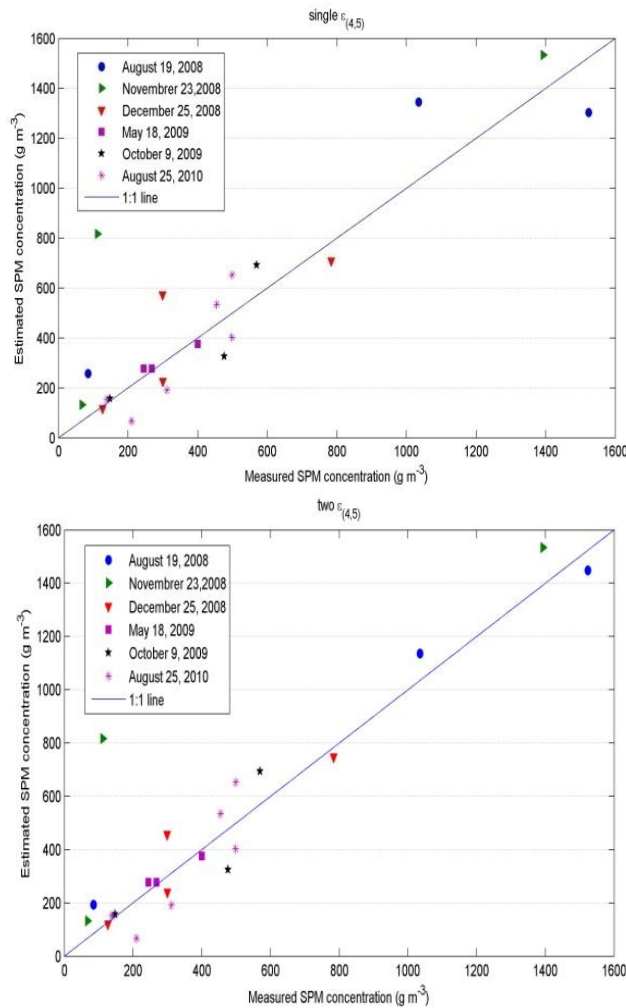 single ε(4,5)
1600
1400
1200
1000
800
600
400
200
0
Estimated SPM concentration (g m⁻³)
August 19, 2008
Novembrer 23,2008
December 25, 2008
May 18, 2009
October 9, 2009
August 25, 2010
1:1 line
0 200 400 600 800 1000 1200 1400 1600
Measured SPM concentration (g m⁻³)
two ε(4,5)
1600
1400
1200
1000
800
600
400
200
0
Estimated SPM concentration (g m⁻³)
August 19, 2008
Novembrer 23,2008
December 25, 2008
May 18, 2009
October 9, 2009
August 25, 2010
1:1 line
0 200 400 600 800 1000 1200 1400 1600
Measured SPM concentration (g m⁻³)